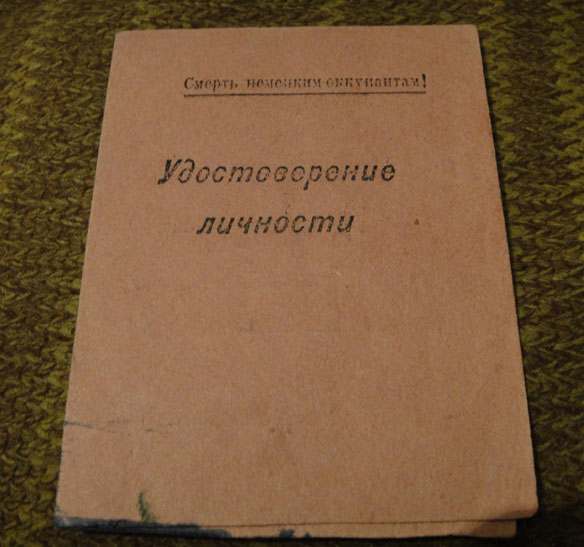 Смерть немецким оккупантам!
Удостоверение
личности